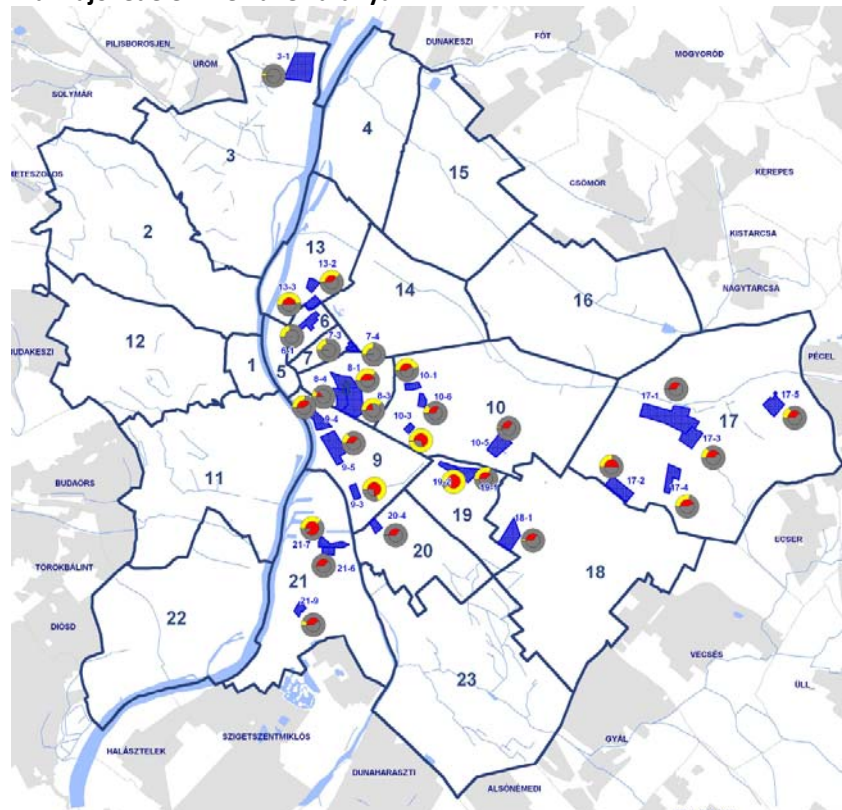 PILISBOROSJEN_
3-1
DUNAKESZI
FÓT
MOGYORÓD
ÜRÖM
SOLYMÁR
4
3
15
CSÖMÖR
KEREPES
2
KISTARCSA
13
13-2
NAGYTARCSA
13-3
14
16
12
6
6-1
7-3
7-4
7
1
5
8-1
10-1
17-1
PÉCEL
17-5
8-4
8-3
10-6
10
17
9-4
10-3
10-5
17-3
11
9-5
9
BUDAÖRS
19-1
17-2
17-4
9-3
19
20-4
18-1
ECSER
21-7
20
18
TÖRÖKBÁLINT
21-6
21
21-9
22
DIÓSD
VECSÉS
23
ÜLL_
SZIGETSZENTMIKLÓS
GYÁL
HALÁSZTELEK
DUNAHARASZTI
ALSÓNÉMEDI